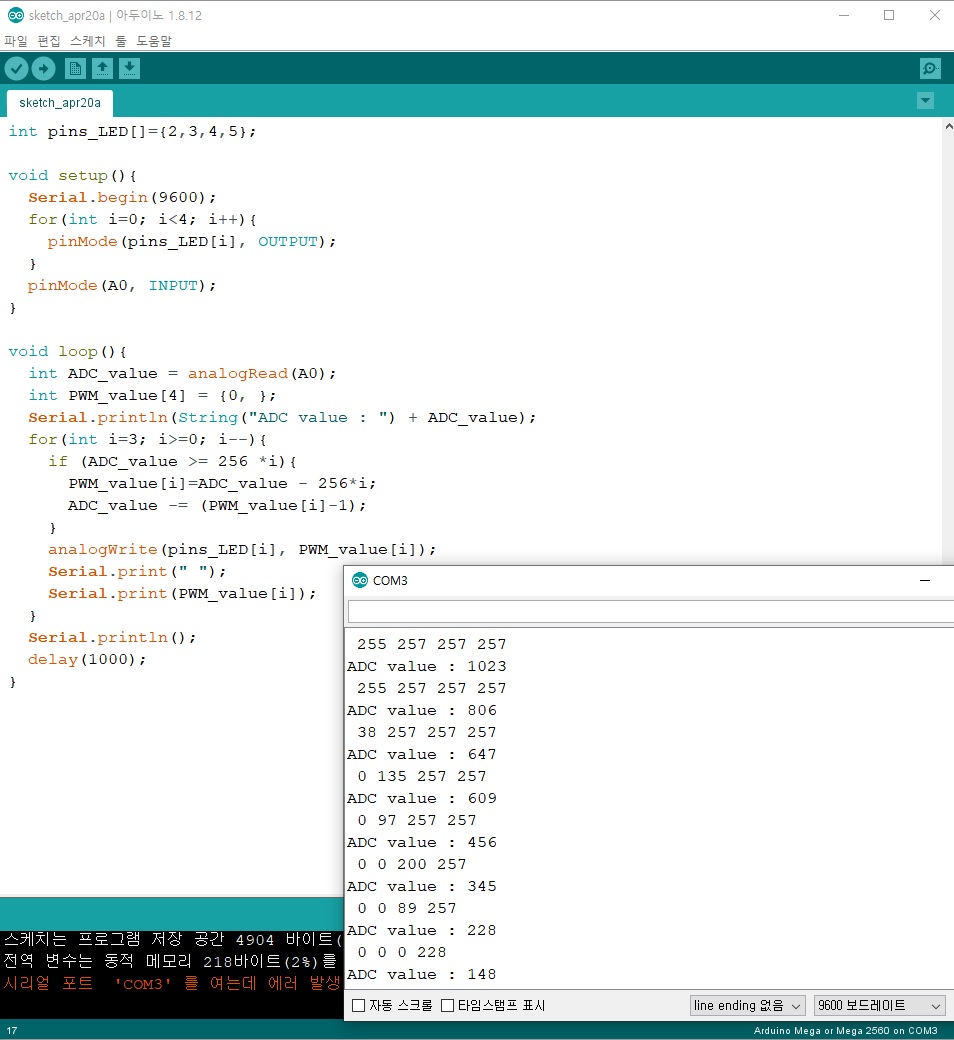 sketch_apr20a | 아두이노 1.8.12
파일 편집 스케치 툴 도움말
sketch_apr20a
int pins_LED[]={2,3,4,5};
void setup(){
Serial.begin(9600);
for(int i=0; i<4; i++){
pinMode(pins_LED[i], OUTPUT);
}
pinMode(A0, INPUT);
}
void loop(){
int ADC_value = analogRead(A0);
int PWM_value[4] = {0, };
Serial.println(String("ADC value : ") + ADC_value);
for(int i=3; i>=0; i--){
if (ADC_value >= 256 *i){
PWM_value[i]=ADC_value - 256*i;
ADC_value -= (PWM_value[i]-1);
}
analogWrite(pins_LED[i], PWM_value[i]);
Serial.print(" ");
Serial.print(PWM_value[i]);
}
Serial.println();
delay(1000);
}
COM3
255 257 257 257
ADC value : 1023
255 257 257 257
ADC value : 806
38 257 257 257
ADC value : 647
0 135 257 257
ADC value : 609
0 97 257 257
ADC value : 456
0 0 200 257
ADC value : 345
0 0 89 257
ADC value : 228
0 0 0 228
ADC value : 148
자동 스크롤 타임스탬프 표시 line ending 없음 9600 보드레이트
스케치는 프로그램 저장 공간 4904 바이트(
전역 변수는 동적 메모리 218바이트(2%)를
시리얼 포트 'COM3' 를 여는데 에러 발생
17 Arduino Mega or Mega 2560 on COM3